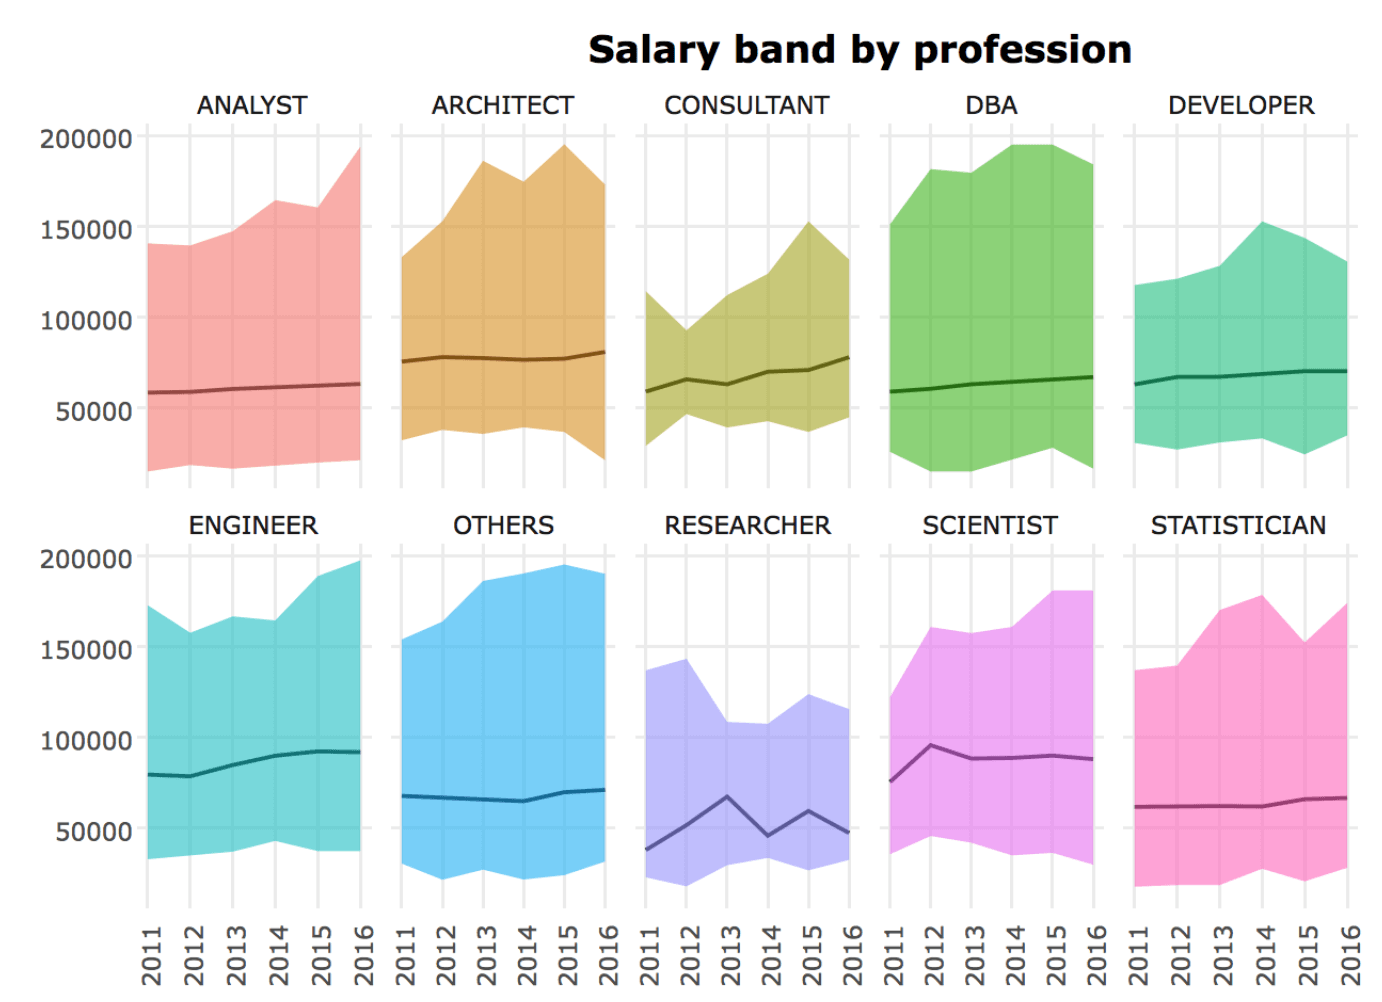 Salary band by profession
ANALYST ARCHITECT CONSULTANT DBA DEVELOPER
200000
150000
100000
50000
ENGINEER OTHERS RESEARCHER SCIENTIST STATISTICIAN
200000
150000
100000
50000
2011 2012 2013 2014 2015 2016 2011 2012 2013 2014 2015 2016 2011 2012 2013 2014 2015 2016 2011 2012 2013 2014 2015 2016 2011 2012 2013 2014 2015 2016